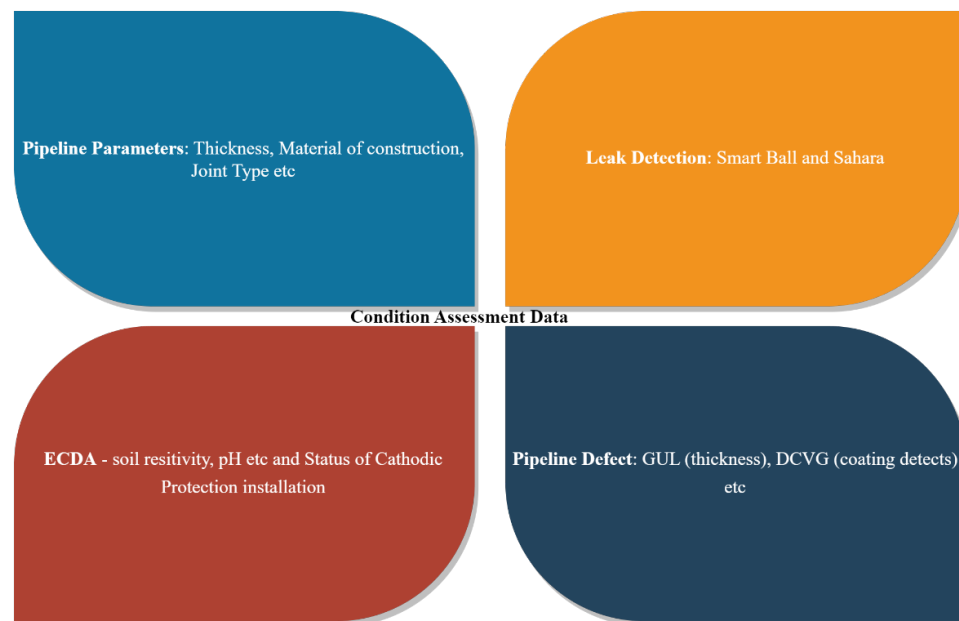 Pipeline Parameters: Thickness, Material of construction,
Joint Type etc
Leak Detection: Smart Ball and Sahara
Condition Assessment Data
ECDA - soil resitivity, pH etc and Status of Cathodic
Protection installation
Pipeline Defect: GUL (thickness), DCVG (coating detects)
etc